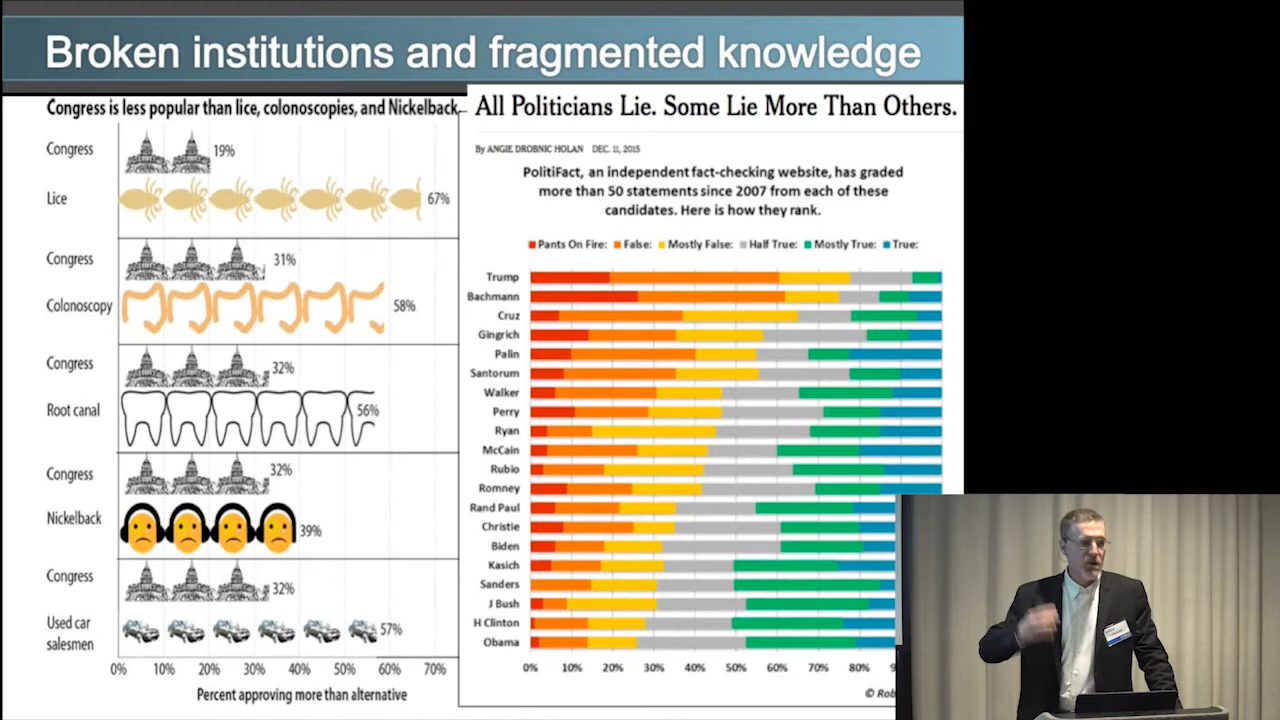 Broken institutions and fragmented knowledge
Congress is less popular than lice, colonoscopies, and Nickelback
Congress
19%
Lice
67%
Congress
31%
Colonoscopy
58%
Congress
32%
Root canal
56%
Congress
32%
Nickelback
39%
Congress
32%
Used car
salesmen
57%
0% 10% 20% 30% 40% 50% 60% 70%
Percent approving more than alternative
All Politicians Lie. Some Lie More Than Others.
By ANGIE DROBNIC HOLAN DEC. 11, 2015
PolitiFact, an independent fact-checking website, has graded
more than 50 statements since 2007 from each of these
candidates. Here is how they rank.
Pants On Fire: False: Mostly False: Half True: Mostly True: True:
Trump
Bachmann
Cruz
Gingrich
Palin
Santorum
Walker
Perry
Ryan
McCain
Rubio
Romney
Rand Paul
Christie
Biden
Kasich
Sanders
J Bush
H Clinton
Obama
0% 10% 20% 30% 40% 50% 60% 70% 80%
© Rob